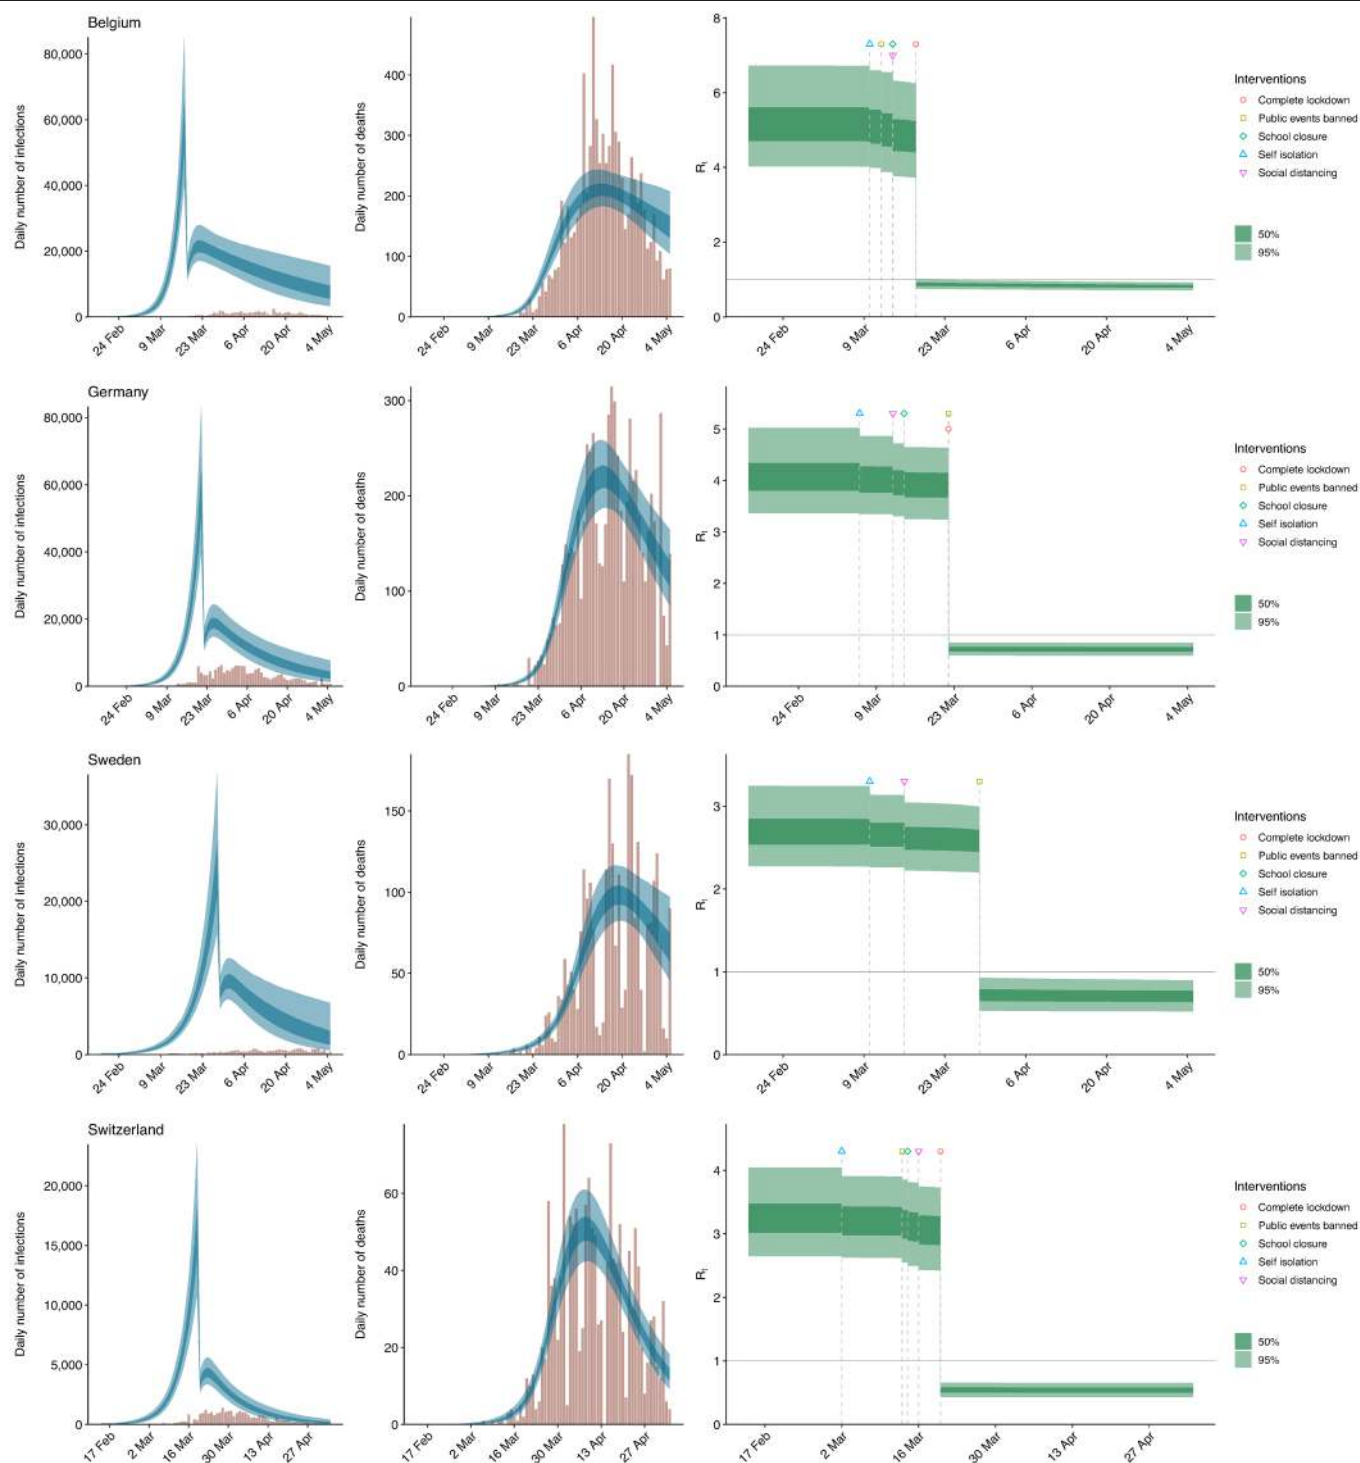 Belgium
Daily number of infections
80,000
60,000
40,000
20,000
0
24 Feb
9 Mar
23 Mar
6 Apr
20 Apr
4 May
Daily number of deaths
400
300
200
100
0
24 Feb
9 Mar
23 Mar
6 Apr
20 Apr
4 May
Rt
8
6
4
2
0
24 Feb
9 Mar
23 Mar
6 Apr
20 Apr
4 May
Interventions
Complete lockdown
Public events banned
School closure
Self isolation
Social distancing
50%
95%
Germany
Daily number of infections
80,000
60,000
40,000
20,000
0
24 Feb
9 Mar
23 Mar
6 Apr
20 Apr
4 May
Daily number of deaths
300
200
100
0
24 Feb
9 Mar
23 Mar
6 Apr
20 Apr
4 May
Rt
5
4
3
2
1
0
24 Feb
9 Mar
23 Mar
6 Apr
20 Apr
4 May
Interventions
Complete lockdown
Public events banned
School closure
Self isolation
Social distancing
50%
95%
Sweden
Daily number of infections
30,000
20,000
10,000
0
24 Feb
9 Mar
23 Mar
6 Apr
20 Apr
4 May
Daily number of deaths
150
100
50
0
24 Feb
9 Mar
23 Mar
6 Apr
20 Apr
4 May
Rt
3
2
1
0
24 Feb
9 Mar
23 Mar
6 Apr
20 Apr
4 May
Interventions
Complete lockdown
Public events banned
School closure
Self isolation
Social distancing
50%
95%
Switzerland
Daily number of infections
20,000
15,000
10,000
5,000
0
17 Feb
2 Mar
16 Mar
30 Mar
13 Apr
27 Apr
Daily number of deaths
60
40
20
0
17 Feb
2 Mar
16 Mar
30 Mar
13 Apr
27 Apr
Rt
4
3
2
1
0
17 Feb
2 Mar
16 Mar
30 Mar
13 Apr
27 Apr
Interventions
Complete lockdown
Public events banned
School closure
Self isolation
Social distancing
50%
95%